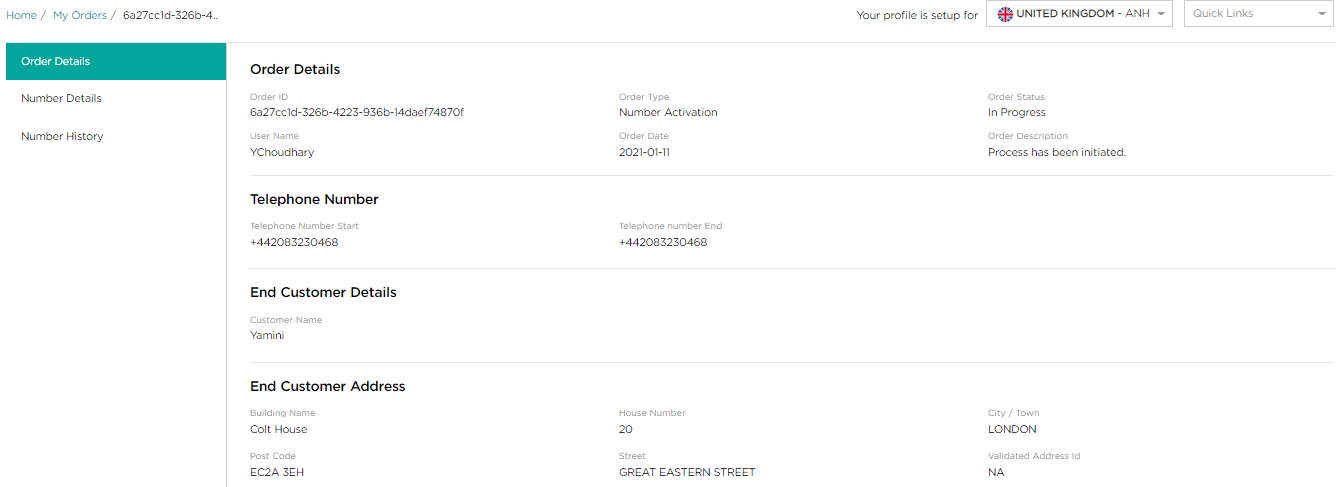 Home / My Orders / 6a27cc1d-326b-4..
Your profile is setup for UNITED KINGDOM - ANH Quick Links
Order Details
Number Details
Number History
Order Details
Order ID Order Type Order Status
6a27cc1d-326b-4223-936b-14daef74870f Number Activation In Progress
User Name Order Date Order Description
YChoudhary 2021-01-11 Process has been initiated.
Telephone Number
Telephone Number Start Telephone number End
+442083230468 +442083230468
End Customer Details
Customer Name
Yamini
End Customer Address
Building Name House Number City / Town
Colt House 20 LONDON
Post Code Street Validated Address Id
EC2A 3EH GREAT EASTERN STREET NA